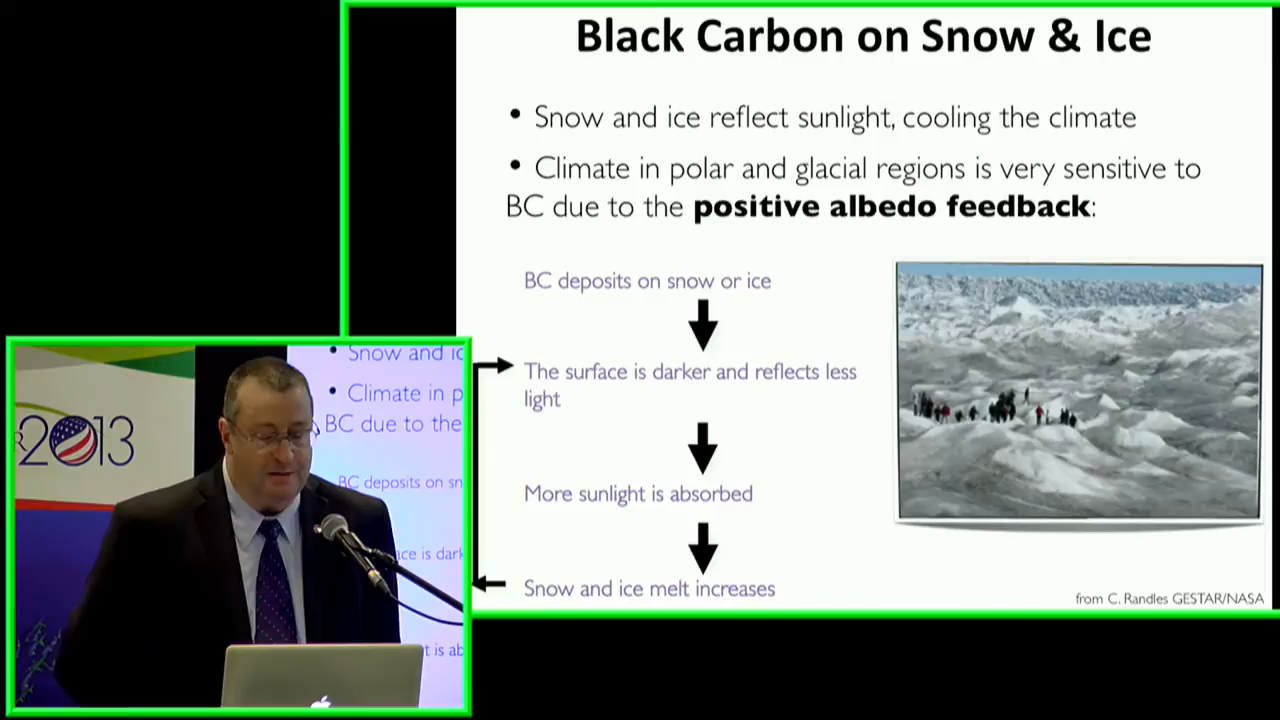 Black Carbon on Snow & Ice
• Snow and ice reflect sunlight, cooling the climate
• Climate in polar and glacial regions is very sensitive to
BC due to the positive albedo feedback:
BC deposits on snow or ice
The surface is darker and reflects less
light
More sunlight is absorbed
Snow and ice melt increases
from C. Randles GESTAR/NASA
2013
• Snow and ic
• Climate in p
BC due to the
BC deposits on sn
ace is dark
t is ab